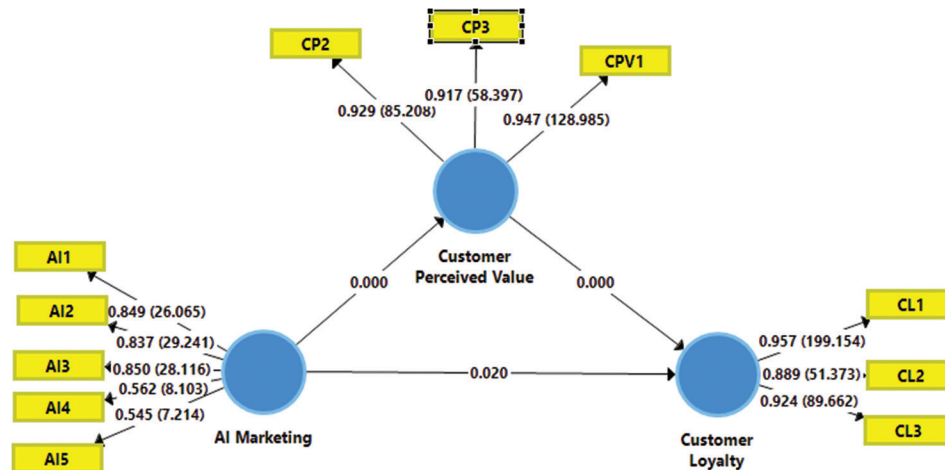 CP3
CP2
CPV1
0.917 (58.397)
0.929 (85.208)
0.947 (128.985)
Customer
Perceived Value
AI1
0.000
0.000
AI2
0.849 (26.065)
CL1
0.837 (29.241)
0.957 (199.154)
AI3
0.850 (28.116)
0.020
0.889 (51.373)
CL2
0.562 (8.103)
AI4
0.924 (89.662)
0.545 (7.214)
CL3
AI Marketing
Customer
Loyalty
AI5